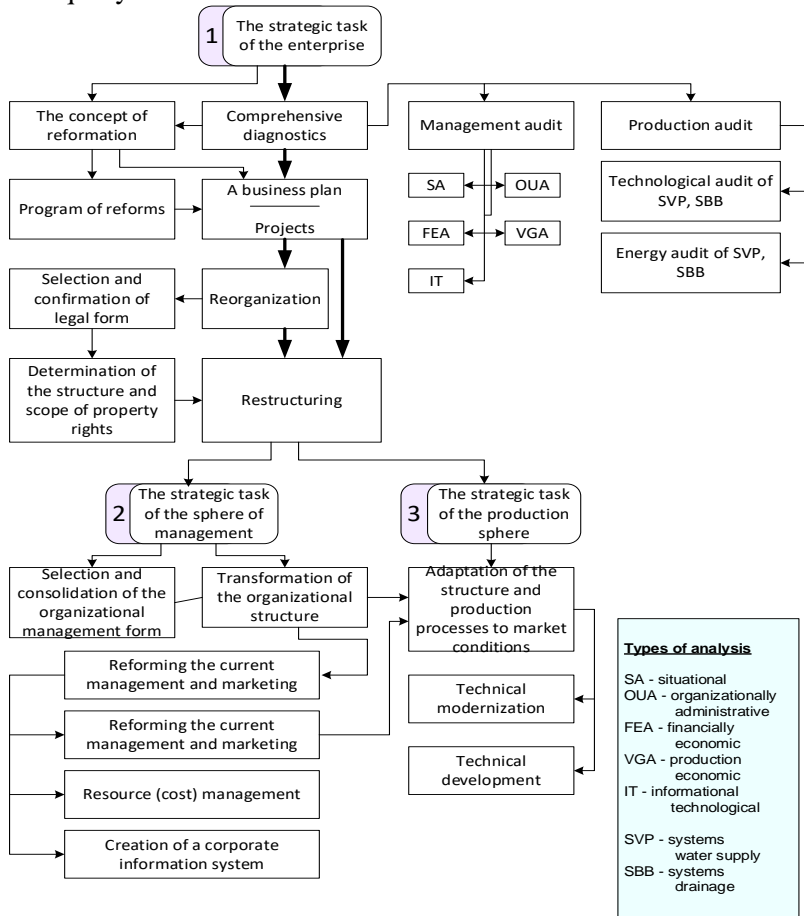 1
The strategic task
of the enterprise
The concept of
reformation
Comprehensive
diagnostics
Management audit
Production audit
SA
OUA
Technological audit of
SVP, SBB
Program of reforms
A business plan
Projects
FEA
VGA
Energy audit of SVP,
SBB
IT
Selection and
confirmation of
legal form
Reorganization
Determination of
the structure and
scope of property
rights
Restructuring
2
The strategic task
of the sphere of
management
3
The strategic task
of the production
sphere
Selection and
consolidation of the
organizational
management form
Transformation of
the organizational
structure
Adaptation of the
structure and
production
processes to market
conditions
Reforming the current
management and marketing
Technical
modernization
Reforming the current
management and marketing
Technical
development
Resource (cost) management
Creation of a corporate
information system
Types of analysis
SA - situational
OUA - organizationally
administrative
FEA - financially
economic
VGA - production
economic
IT - informational
technological
SVP - systems
water supply
SBB - systems
drainage